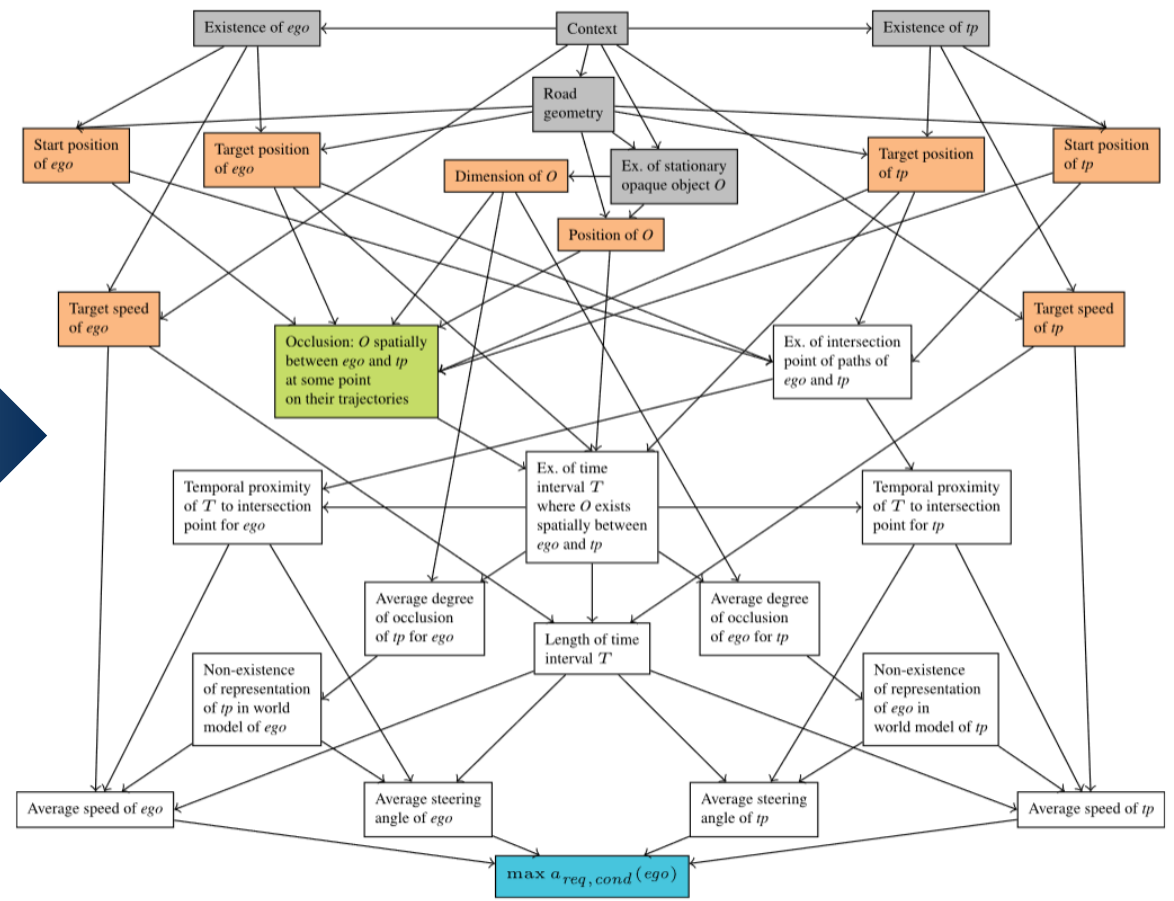 Existence of ego
Context
Existence of tp
Road
geometry
Start position
of ego
Target position
of ego
Dimension of O
Ex. of stationary
opaque object O
Target position
of tp
Start position
of tp
Position of O
Target speed
of ego
Occlusion: O spatially
between ego and tp
at some point
on their trajectories
Ex. of intersection
point of paths of
ego and tp
Target speed
of tp
Temporal proximity
of T to intersection
point for ego
Ex. of time
interval T
where O exists
spatially between
ego and tp
Temporal proximity
of T to intersection
point for tp
Average degree
of occlusion
of tp for ego
Length of time
interval T
Average degree
of occlusion
of ego for tp
Non-existence
of representation
of tp in world
model of ego
Non-existence
of representation
of ego in
world model of tp
Average speed of ego
Average steering
angle of ego
Average steering
angle of tp
Average speed of tp
max a_{req,cond}(ego)